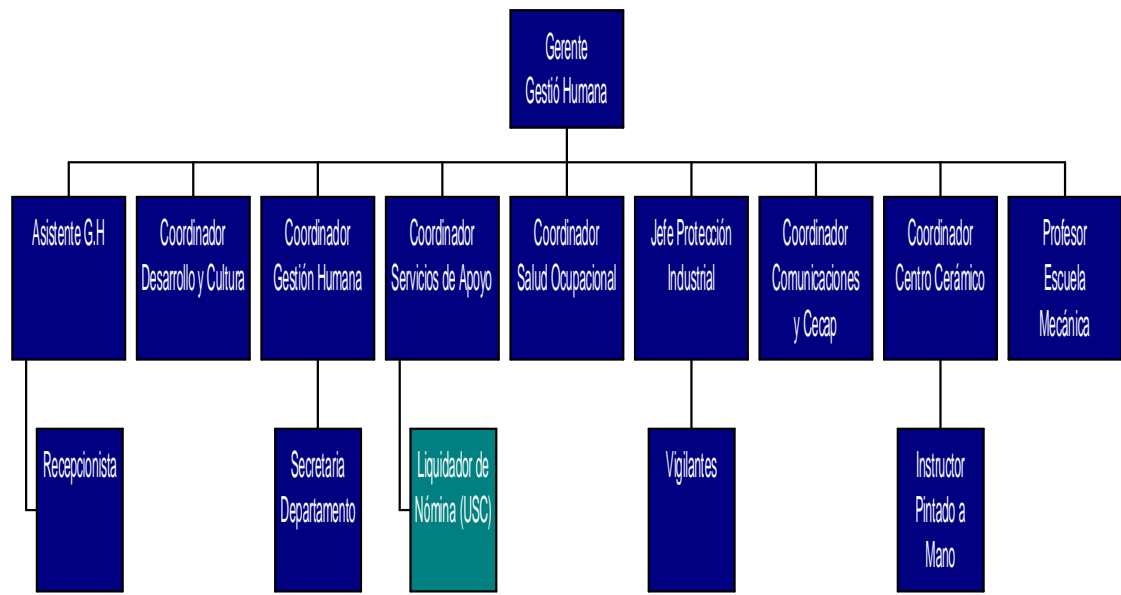 Gerente
Gestió Humana
Asistente G.H
Coordinador
Desarrollo y Cultura
Coordinador
Gestión Humana
Coordinador
Servicios de Apoyo
Coordinador
Salud Ocupacional
Jefe Protección
Industrial
Coordinador
Comunicaciones
y Cecap
Coordinador
Centro Cerámico
Profesor
Escuela
Mecánica
Recepcionista
Secretaria
Departamento
Liquidador de
Nómina (USC)
Vigilantes
Instructor
Pintado a
Mano